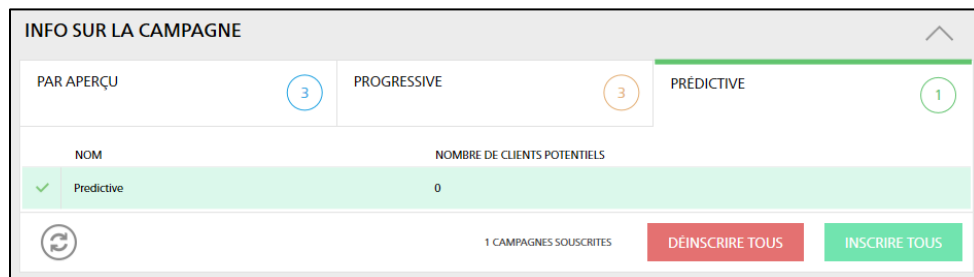 INFO SUR LA CAMPAGNE
PAR APERÇU 3 PROGRESSIVE 3 PRÉDICTIVE 1
NOM NOMBRE DE CLIENTS POTENTIELS
Predictive 0
1 CAMPAGNES SOUSCRITES DÉINSCRIRE TOUS INSCRIRE TOUS